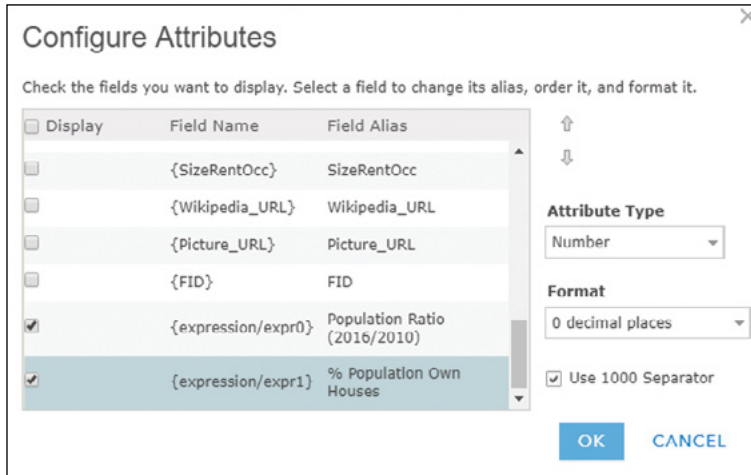 Configure Attributes
Check the fields you want to display. Select a field to change its alias, order it, and format it.
Display Field Name Field Alias
{SizeRentOcc} SizeRentOcc
{Wikipedia_URL} Wikipedia_URL
{Picture_URL} Picture_URL
{FID} FID
{expression/expr0} Population Ratio
(2016/2010)
{expression/expr1} % Population Own
Houses
Attribute Type
Number
Format
0 decimal places
Use 1000 Separator
OK CANCEL